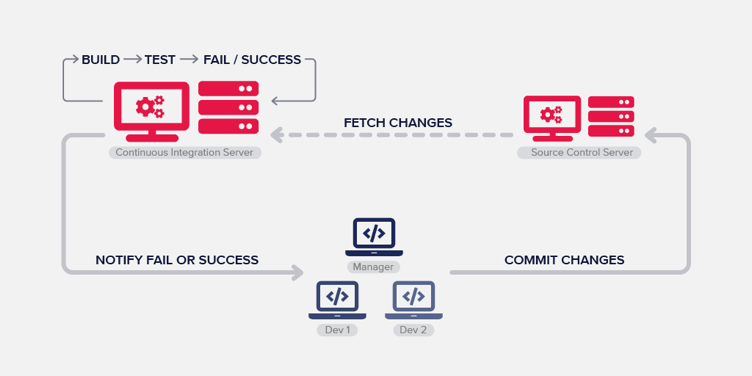 BUILD TEST FAIL / SUCCESS
FETCH CHANGES
Continuous Integration Server
Source Control Server
NOTIFY FAIL OR SUCCESS
COMMIT CHANGES
Manager
Dev 1
Dev 2